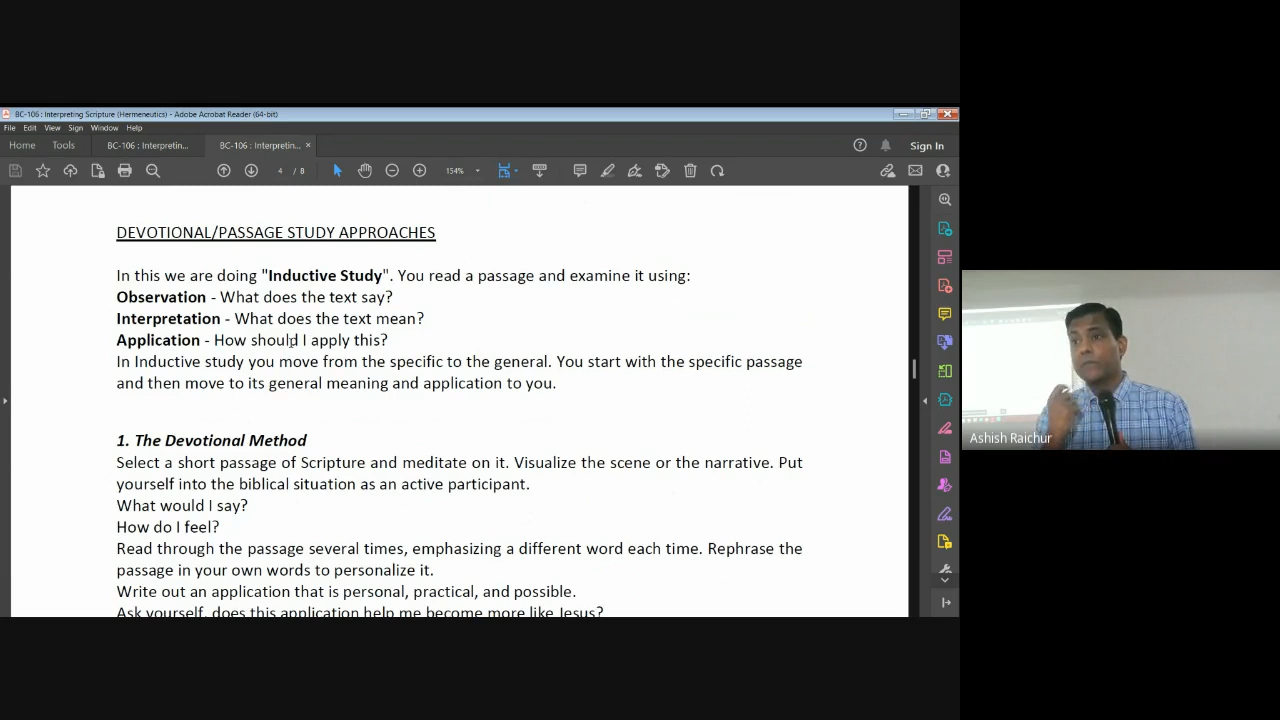 BC-106 : Interpreting Scripture (Hermeneutics) - Adobe Acrobat Reader (64-bit)
File Edit View Sign Window Help
Home Tools BC-106 : Interpretin... BC-106 : Interpretin... × Sign In
4 / 8 154%
DEVOTIONAL/PASSAGE STUDY APPROACHES
In this we are doing "Inductive Study". You read a passage and examine it using:
Observation - What does the text say?
Interpretation - What does the text mean?
Application - How should I apply this?
In Inductive study you move from the specific to the general. You start with the specific passage
and then move to its general meaning and application to you.
1. The Devotional Method
Select a short passage of Scripture and meditate on it. Visualize the scene or the narrative. Put
yourself into the biblical situation as an active participant.
What would I say?
How do I feel?
Read through the passage several times, emphasizing a different word each time. Rephrase the
passage in your own words to personalize it.
Write out an application that is personal, practical, and possible.
Ask yourself, does this application help me become more like Jesus?
Ashish Raichur